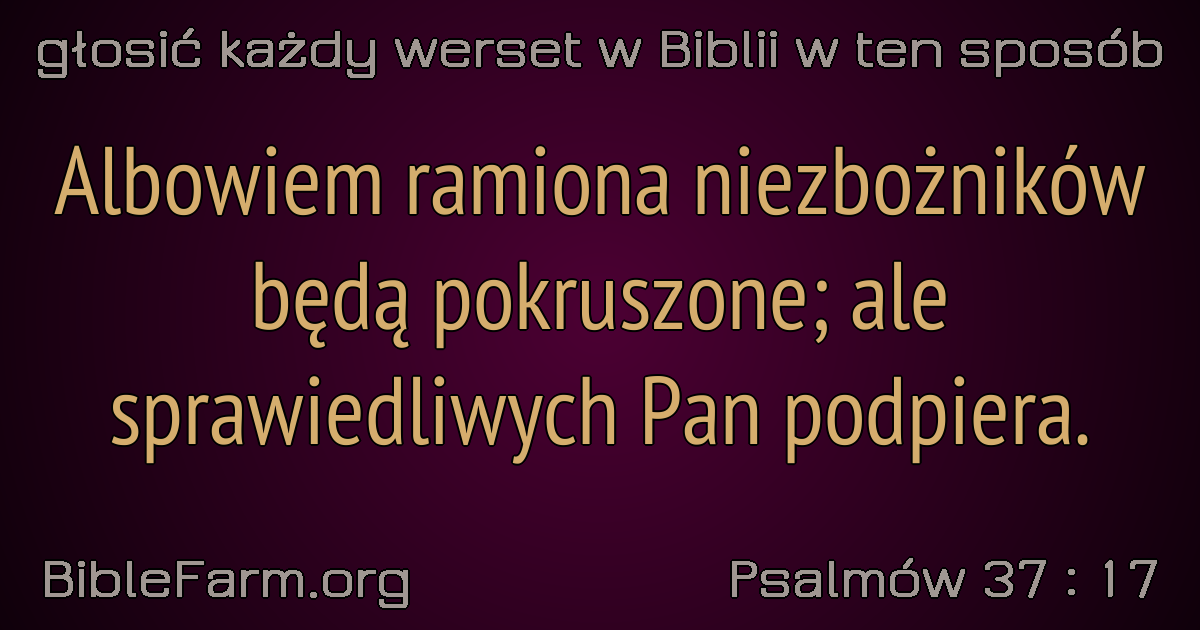 głosić każdy werset w Biblii w ten sposób
Albowiem ramiona niezbożników
będą pokruszone; ale
sprawiedliwych Pan podpiera.
BibleFarm.org
Psalmów 37 : 17